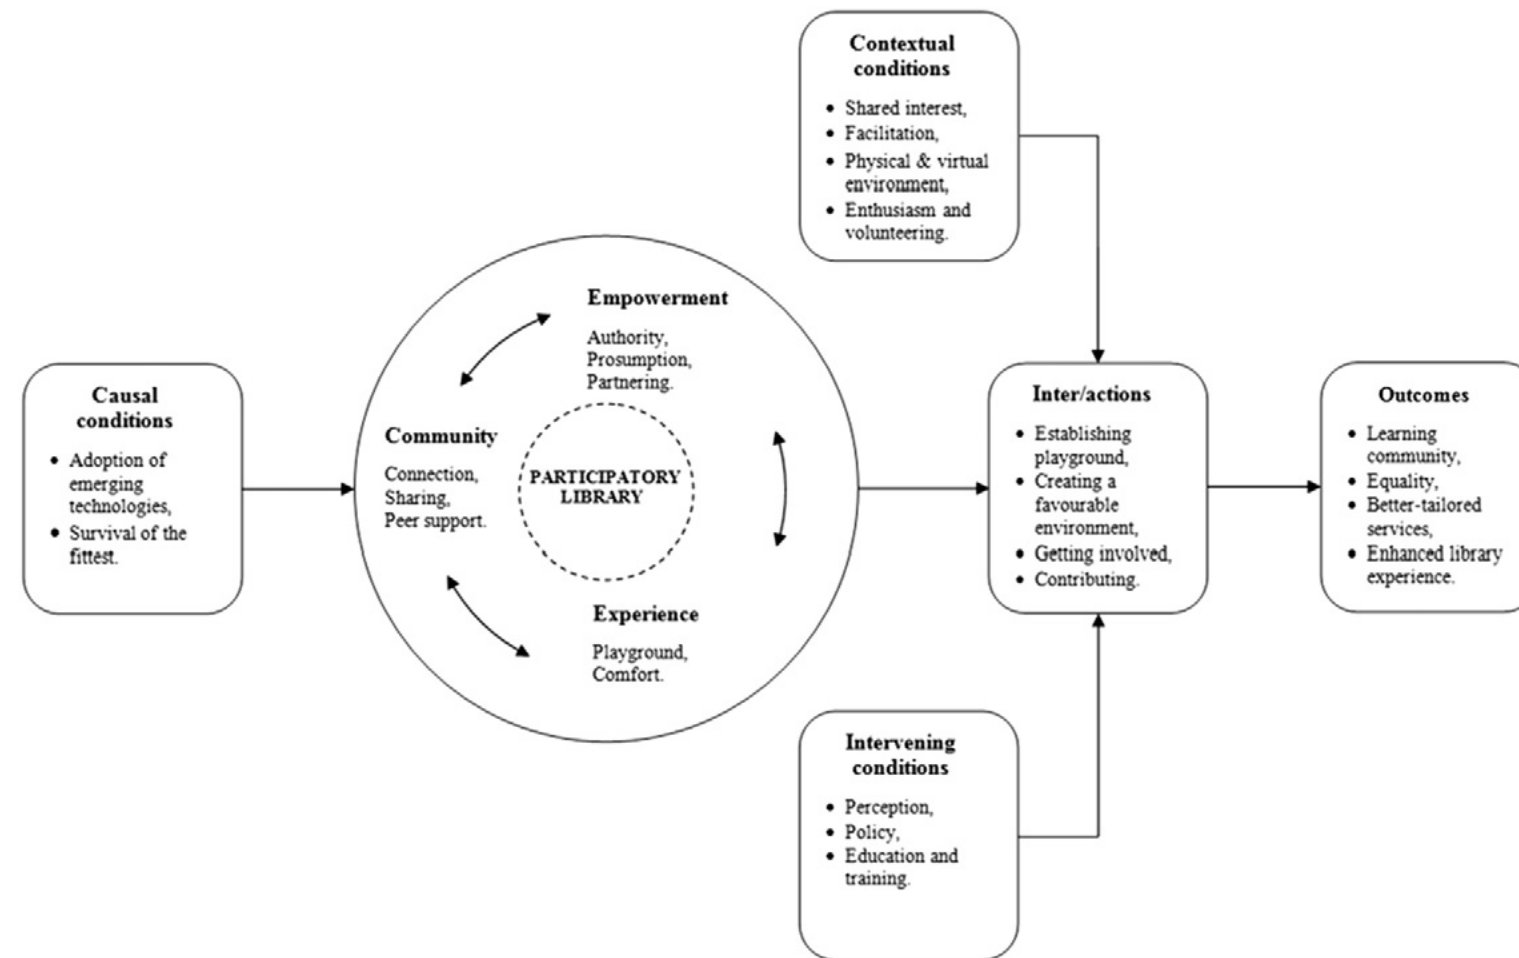 Contextual
conditions
• Shared interest,
• Facilitation,
• Physical & virtual
environment,
• Enthusiasm and
volunteering.
Causal
conditions
• Adoption of
emerging
technologies,
• Survival of the
fittest.
Empowerment
Authority,
Prosumption,
Partnering.
Community
Connection,
Sharing,
Peer support.
PARTICIPATORY
LIBRARY
Experience
Playground,
Comfort.
Inter/actions
• Establishing
playground,
• Creating a
favourable
environment,
• Getting involved,
• Contributing.
Outcomes
• Learning
community,
• Equality,
• Better-tailored
services,
• Enhanced library
experience.
Intervening
conditions
• Perception,
• Policy,
• Education and
training.